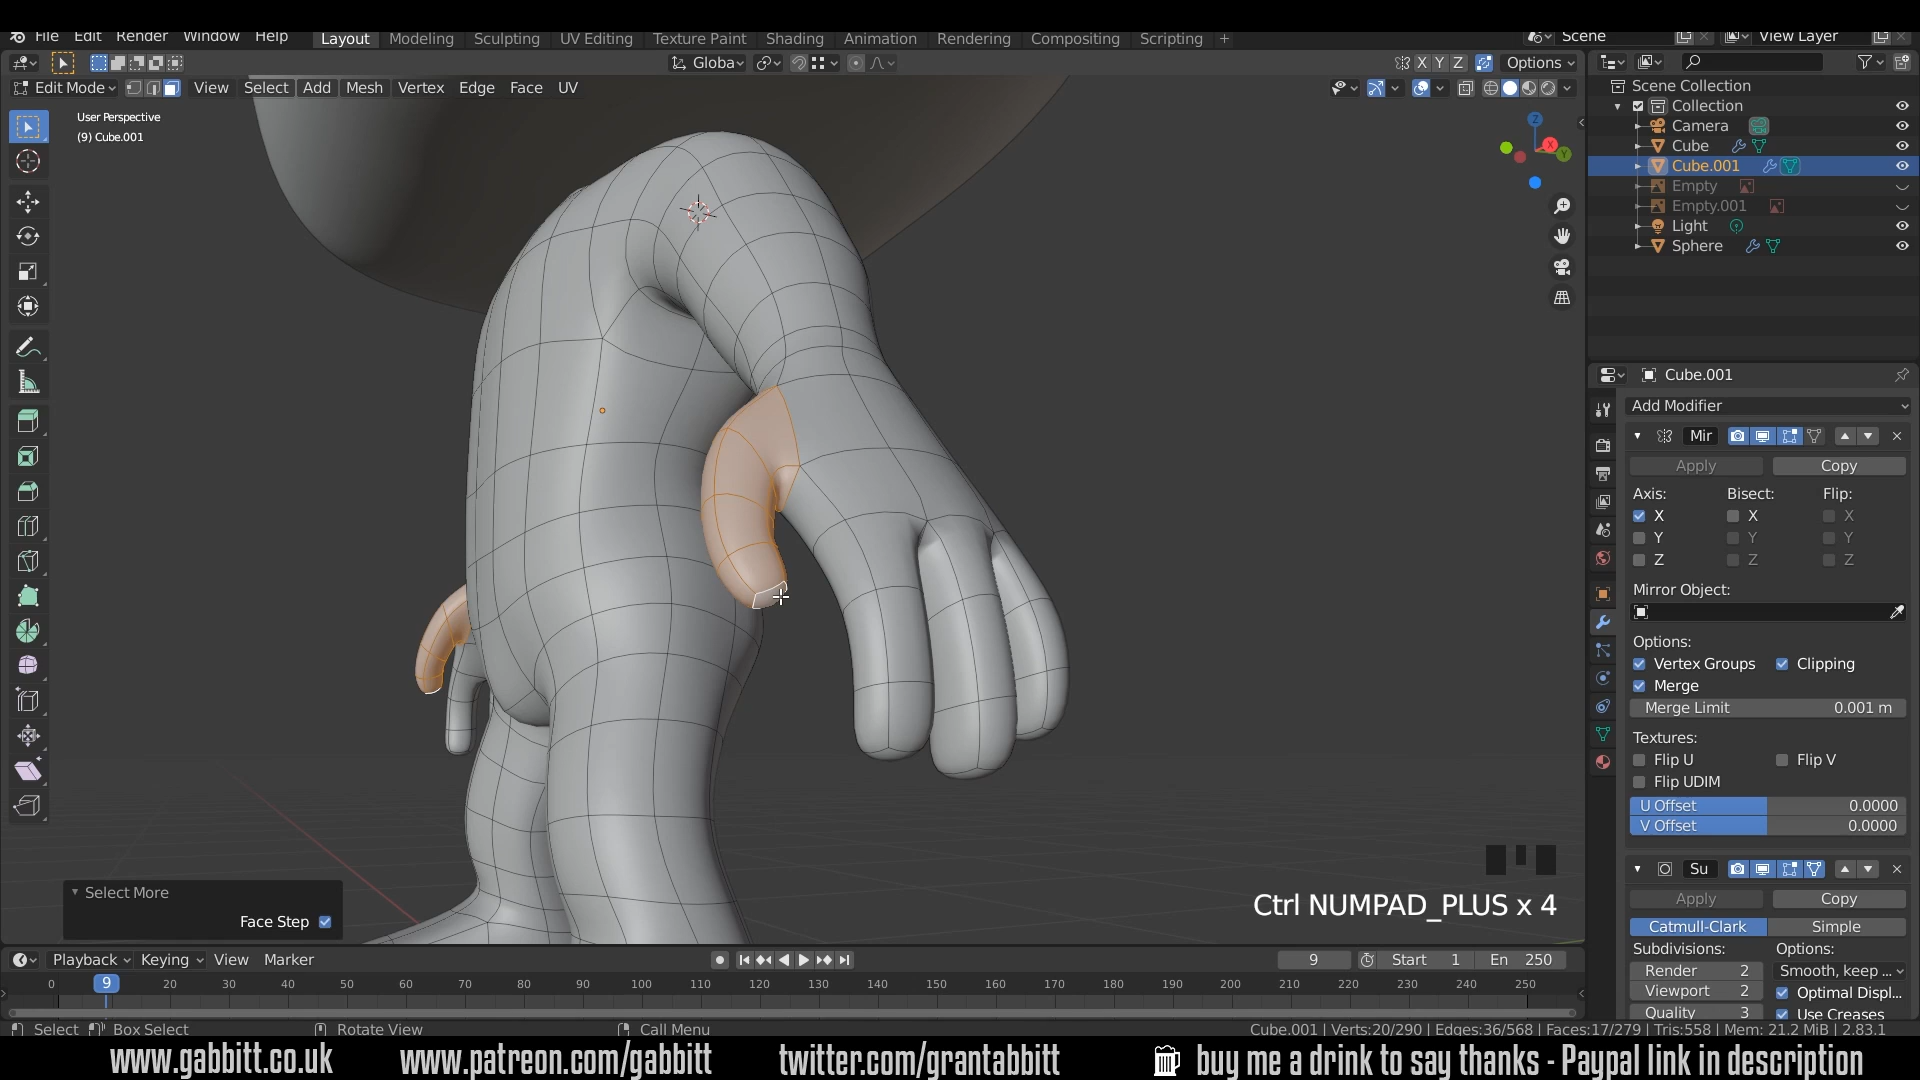 File Edit Render Window Help Layout Modeling Sculpting UV Editing Texture Paint Shading Animation Rendering Compositing Scripting + Scene View Layer
Globa X Y Z Options
Edit Mode View Select Add Mesh Vertex Edge Face UV
User Perspective
(9) Cube.001
Z
X
Y
Scene Collection
Collection
Camera
Cube
Cube.001
Empty
Empty.001
Light
Sphere
Cube.001
Add Modifier
Mir
Apply Copy
Axis: Bisect: Flip:
X X X
Y Y Y
Z Z Z
Mirror Object:
Options:
Vertex Groups Clipping
Merge
Merge Limit 0.001 m
Textures:
Flip U Flip V
Flip UDIM
U Offset 0.0000
V Offset 0.0000
Su
Apply Copy
Catmull-Clark Simple
Subdivisions: Options:
Render 2 Smooth, keep ...
Viewport 2 Optimal Displ...
Quality 3 Use Creases
Select More
Face Step
Ctrl NUMPAD_PLUS x 4
Playback Keying View Marker 9 Start 1 En 250
0 9 20 30 40 50 60 70 80 90 100 110 120 130 140 150 160 170 180 190 200 210 220 230 240 250
Select Box Select Rotate View Call Menu Cube.001 | Verts:20/290 | Edges:36/568 | Faces:17/279 | Tris:558 | Mem: 21.2 MiB | 2.83.1
www.gabbitt.co.uk www.patreon.com/gabbitt twitter.com/grantabbitt buy me a drink to say thanks - Paypal link in description